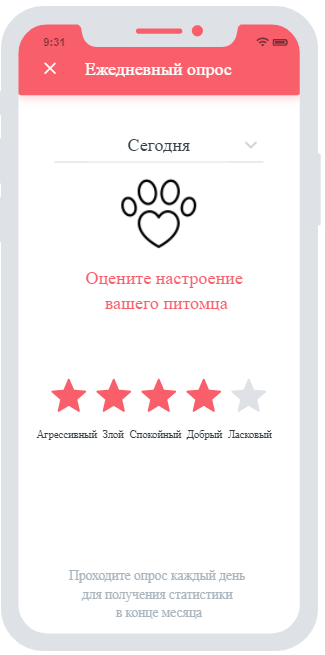 9:31
Ежедневный опрос
Сегодня
Оцените настроение
вашего питомца
Агрессивный Злой Спокойный Добрый Ласковый
Проходите опрос каждый день
для получения статистики
в конце месяца